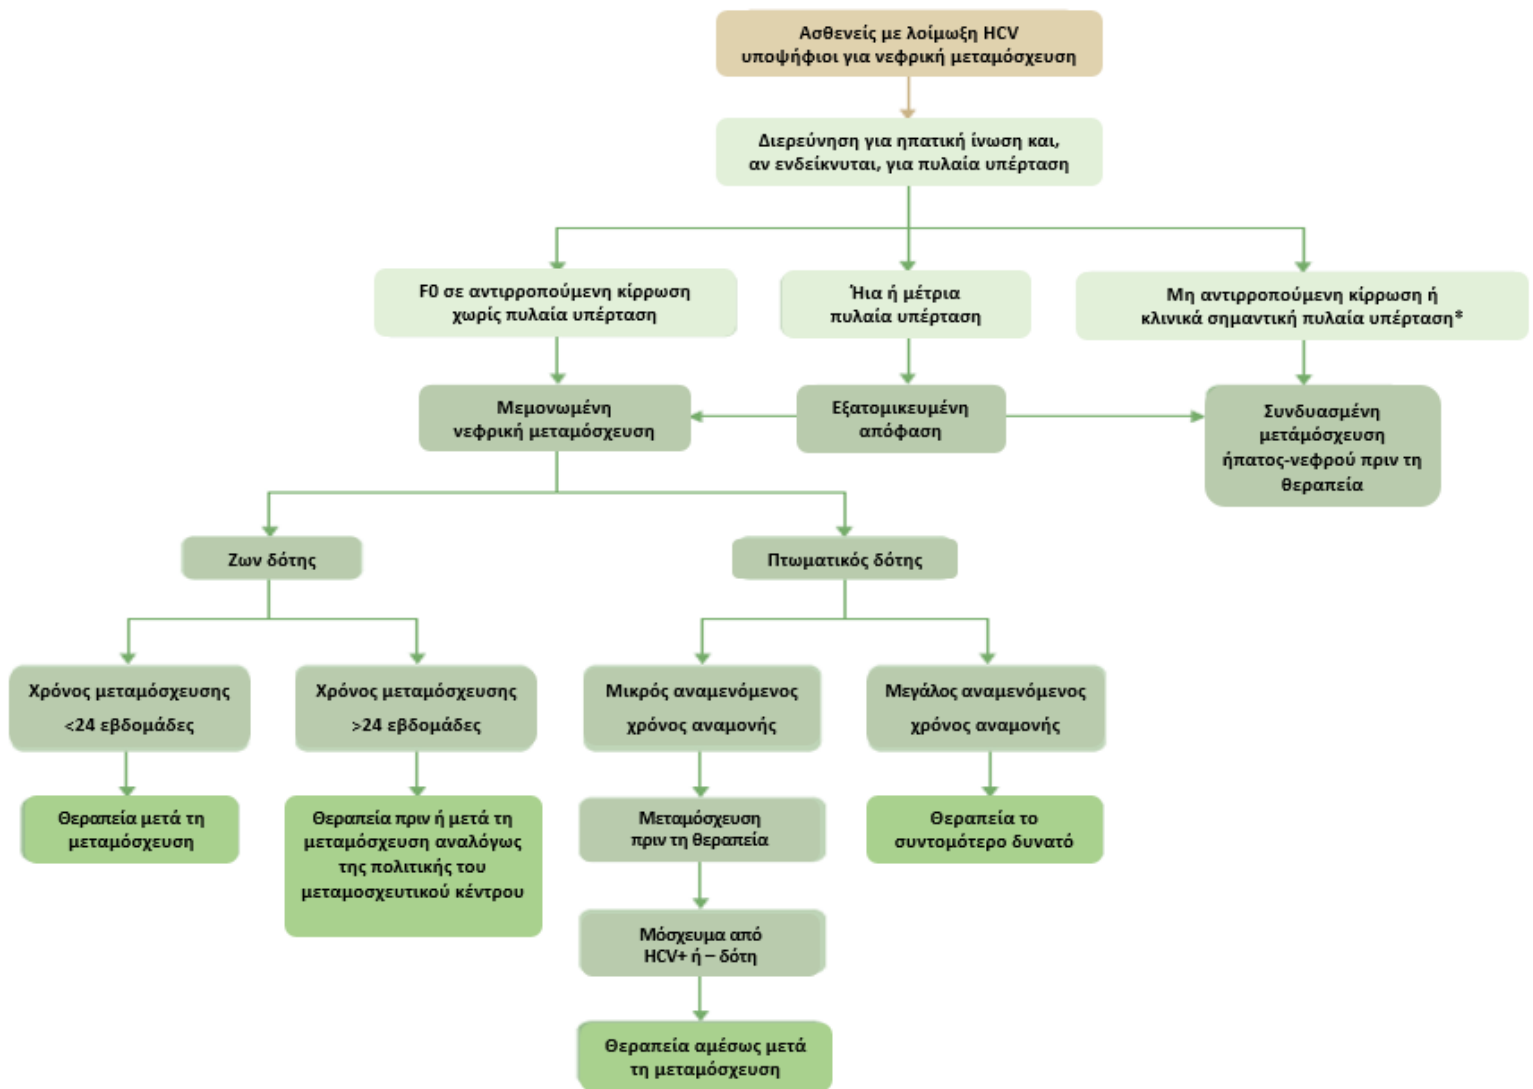 Ασθενείς με λοίμωξη HCV
υποψήφιοι για νεφρική μεταμόσχευση
Διερεύνηση για ηπατική ίνωση και,
αν ενδείκνυται, για πυλαία υπέρταση
F0 σε αντιρροπούμενη κίρρωση
χωρίς πυλαία υπέρταση
Ήια ή μέτρια
πυλαία υπέρταση
Μη αντιρροπούμενη κίρρωση ή
κλινικά σημαντική πυλαία υπέρταση*
Μεμονωμένη
νεφρική μεταμόσχευση
Εξατομικευμένη
απόφαση
Συνδυασμένη
μετάμόσχευση
ήπατος-νεφρού πριν τη
θεραπεία
Ζων δότης
Πτωματικός δότης
Χρόνος μεταμόσχευσης
<24 εβδομάδες
Χρόνος μεταμόσχευσης
>24 εβδομάδες
Μικρός αναμενόμενος
χρόνος αναμονής
Μεγάλος αναμενόμενος
χρόνος αναμονής
Θεραπεία μετά τη
μεταμόσχευση
Θεραπεία πριν ή μετά τη
μεταμόσχευση αναλόγως
της πολιτικής του
μεταμοσχευτικού κέντρου
Μεταμόσχευση
πριν τη θεραπεία
Θεραπεία το
συντομότερο δυνατό
Μόσχευμα από
HCV+ ή – δότη
Θεραπεία αμέσως μετά
τη μεταμόσχευση